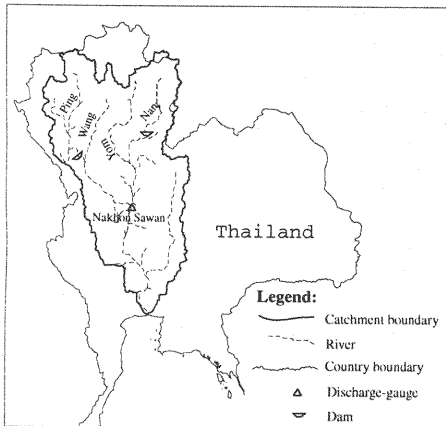 Ping
Wang
Yom
Nan
Nakhon Sawan
Thailand
Legend:
Catchment boundary
River
Country boundary
Discharge-gauge
Dam